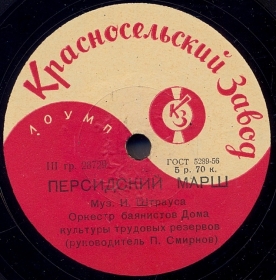 Красносельский Завод
ЛОУМП
КЗ
III гр.
ГОСТ 5289-56
5 р. 70 к.
ПЕРСИДСКИЙ МАРШ
Муз. И. Штрауса
Оркестр баянистов Дома
культуры трудовых резервов
(руководитель П. Смирнов)